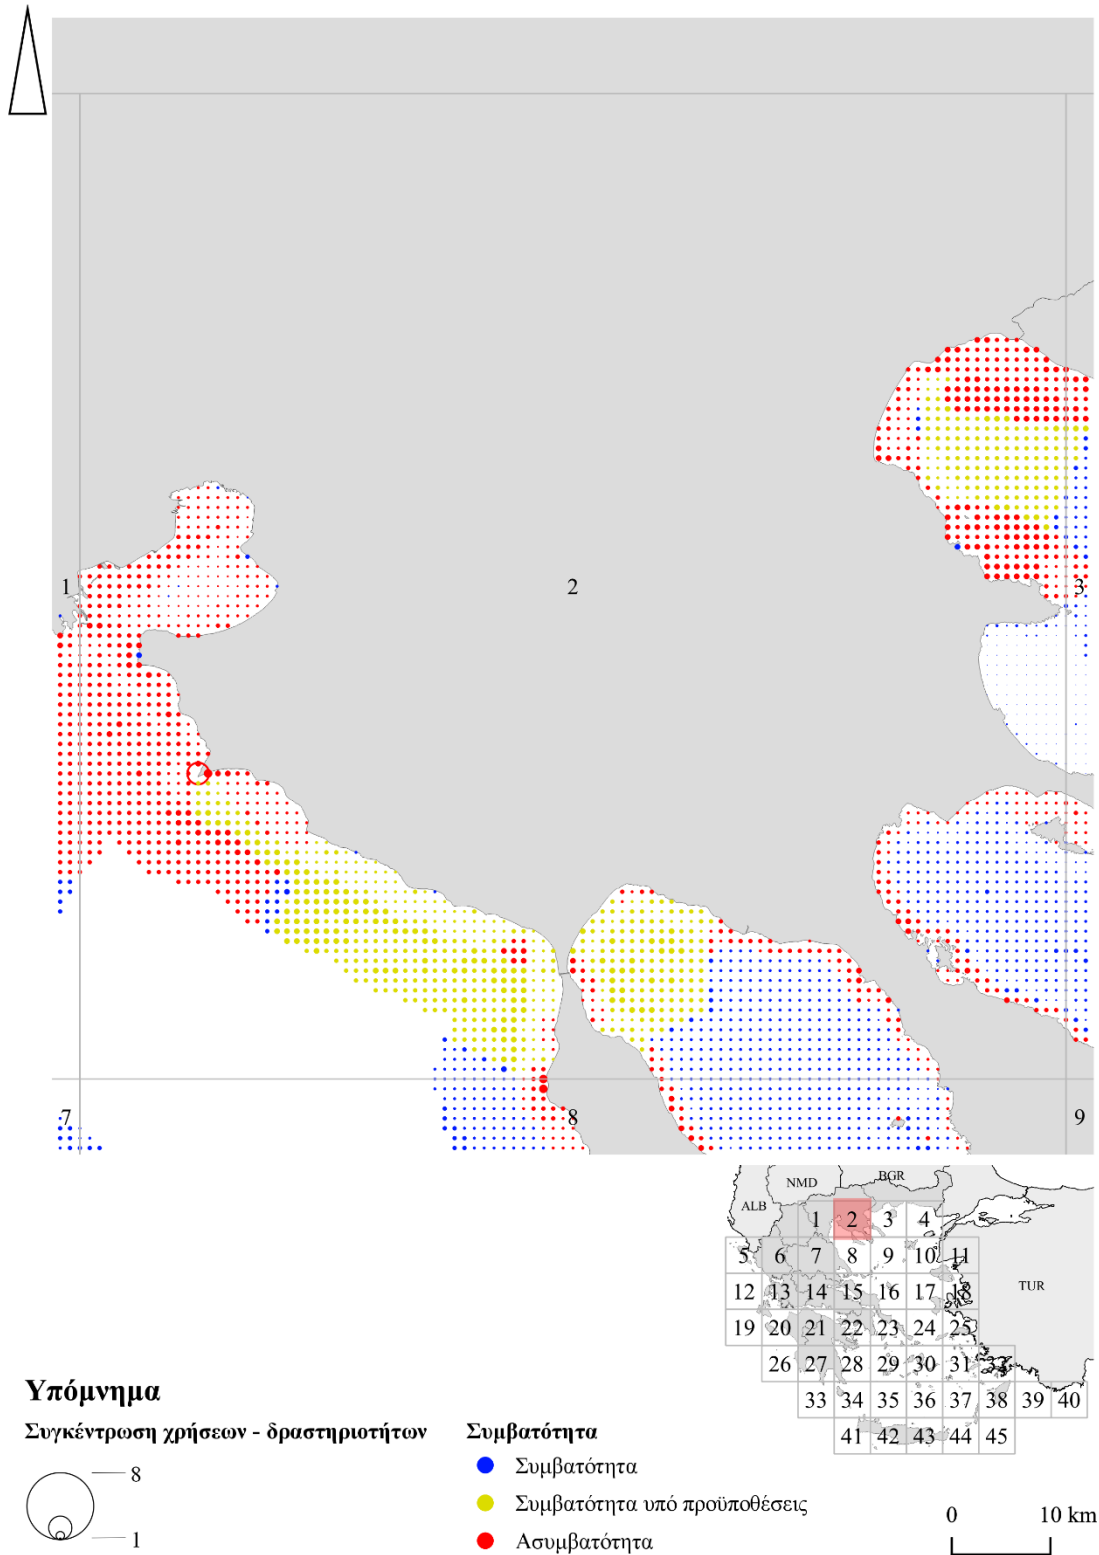 1
2
3
7
8
9
NMD
BGR
ALB
1 2 3 4
5 6 7 8 9 10 11
TUR
12 13 14 15 16 17 18
19 20 21 22 23 24 25
26 27 28 29 30 31 32
33 34 35 36 37 38 39 40
41 42 43 44 45
Υπόμνημα
Συγκέντρωση χρήσεων - δραστηριοτήτων
8
1
Συμβατότητα
Συμβατότητα
Συμβατότητα υπό προϋποθέσεις
Ασυμβατότητα
0 10 km